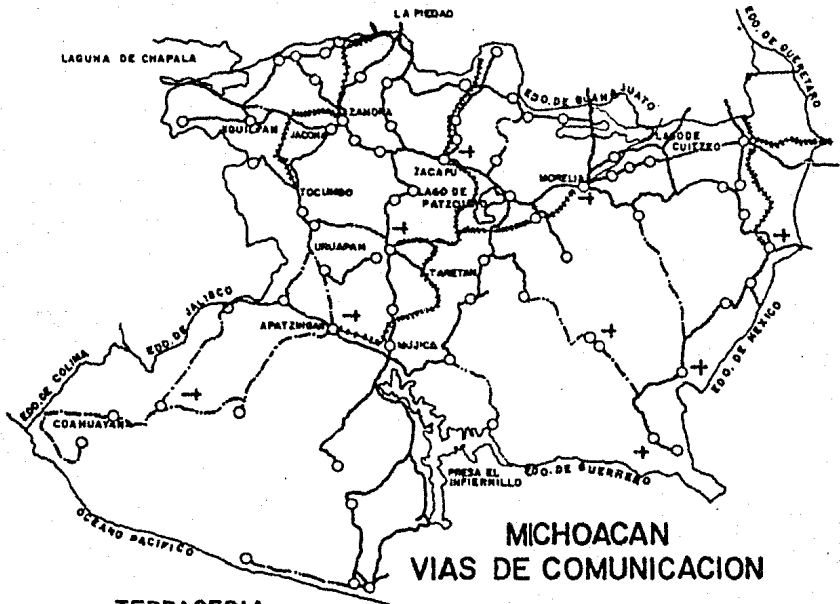 LA PIEDAD
LAGUNA DE CHAPALA
EDO. DE QUERETARO
EDO. DE GUANAJUATO
ZAMORA
JIQUILPAN
JACONA
LAGO DE
CUITZEO
ZACAPU
MORELIA
TOCUMBO
LAGO DE
PATZCUARO
URUAPAN
TARETAN
EDO. DE JALISCO
APATZINGAN
MUJICA
EDO. DE MEXICO
EDO. DE COLIMA
COAHUAYANA
PRESA EL
INFIERNILLO
EDO. DE GUERRERO
OCEANO PACIFICO
MICHOACAN
VIAS DE COMUNICACION